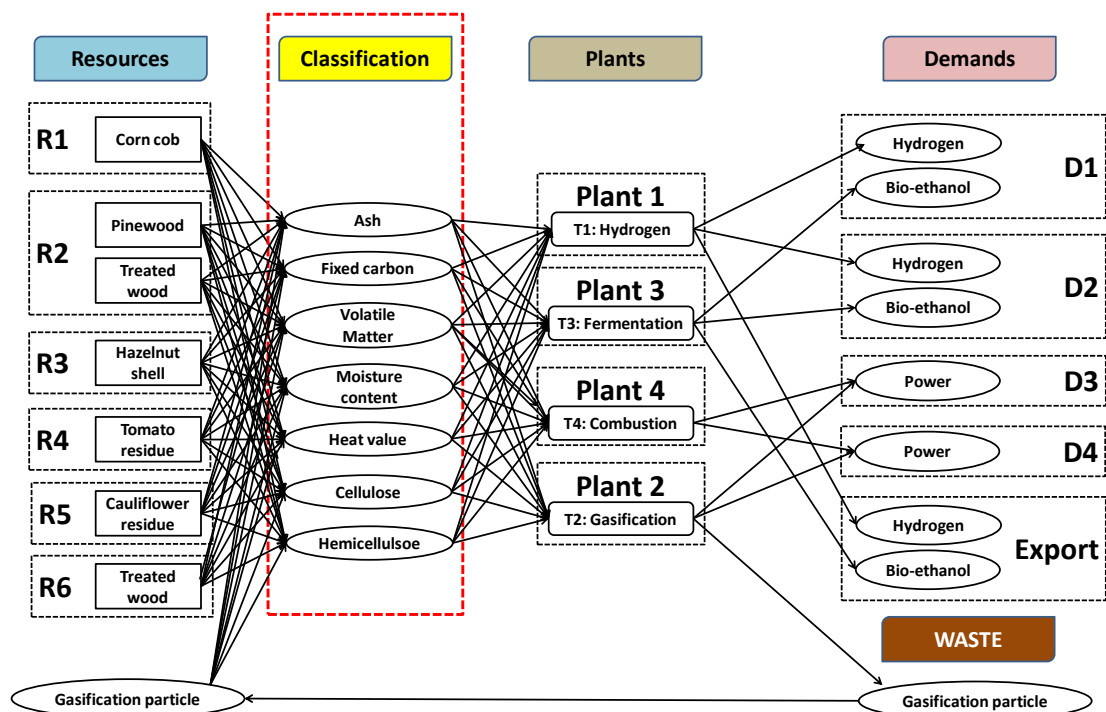 Resources
Classification
Plants
Demands
R1
Corn cob
R2
Pinewood
Treated
wood
R3
Hazelnut
shell
R4
Tomato
residue
R5
Cauliflower
residue
R6
Treated
wood
Gasification particle
Ash
Fixed carbon
Volatile
Matter
Moisture
content
Heat value
Cellulose
Hemicellulsoe
Plant 1
T1: Hydrogen
Plant 3
T3: Fermentation
Plant 4
T4: Combustion
Plant 2
T2: Gasification
Hydrogen
Bio-ethanol
D1
Hydrogen
Bio-ethanol
D2
Power
D3
Power
D4
Hydrogen
Bio-ethanol
Export
WASTE
Gasification particle